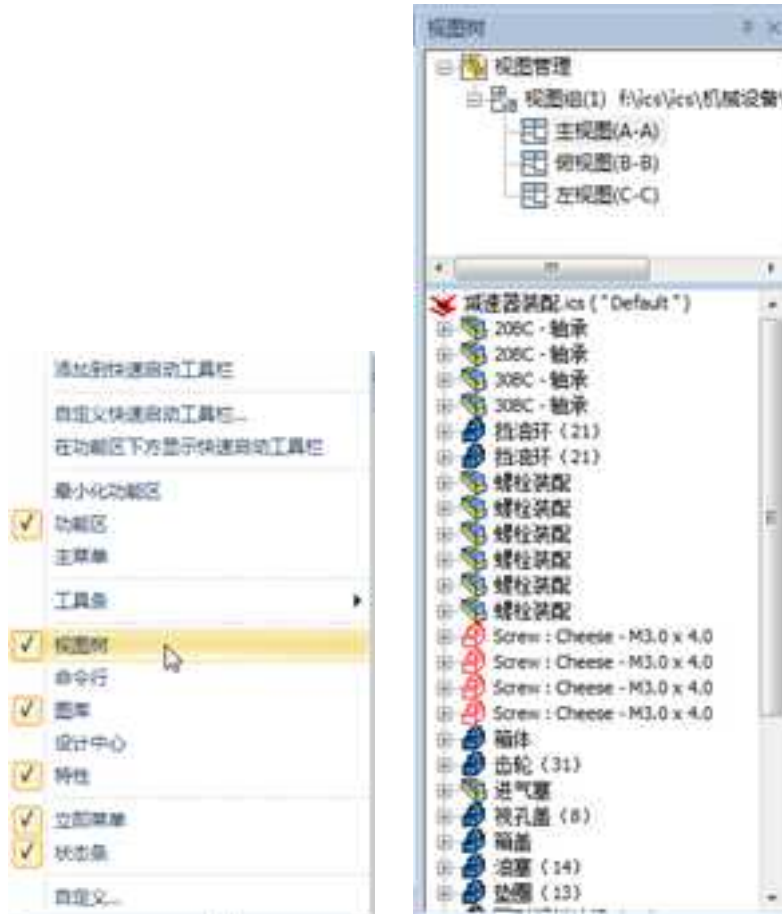 添加到快速启动工具栏
自定义快速启动工具栏...
在功能区下方显示快速启动工具栏
最小化功能区
功能区
主菜单
工具条
视图树
命令行
图库
设计中心
特性
立即菜单
状态条
自定义...
视图树
视图管理
视图组(1) f:\ics\ics\机械设备\
主视图(A-A)
俯视图(B-B)
左视图(C-C)
减速器装配.ics ( "Default" )
208C - 轴承
208C - 轴承
308C - 轴承
308C - 轴承
挡油环（21）
挡油环（21）
螺栓装配
螺栓装配
螺栓装配
螺栓装配
螺栓装配
螺栓装配
Screw : Cheese - M3.0 x 4.0
Screw : Cheese - M3.0 x 4.0
Screw : Cheese - M3.0 x 4.0
Screw : Cheese - M3.0 x 4.0
箱体
齿轮（31）
进气塞
视孔盖（8）
箱盖
油塞（14）
垫圈（13）